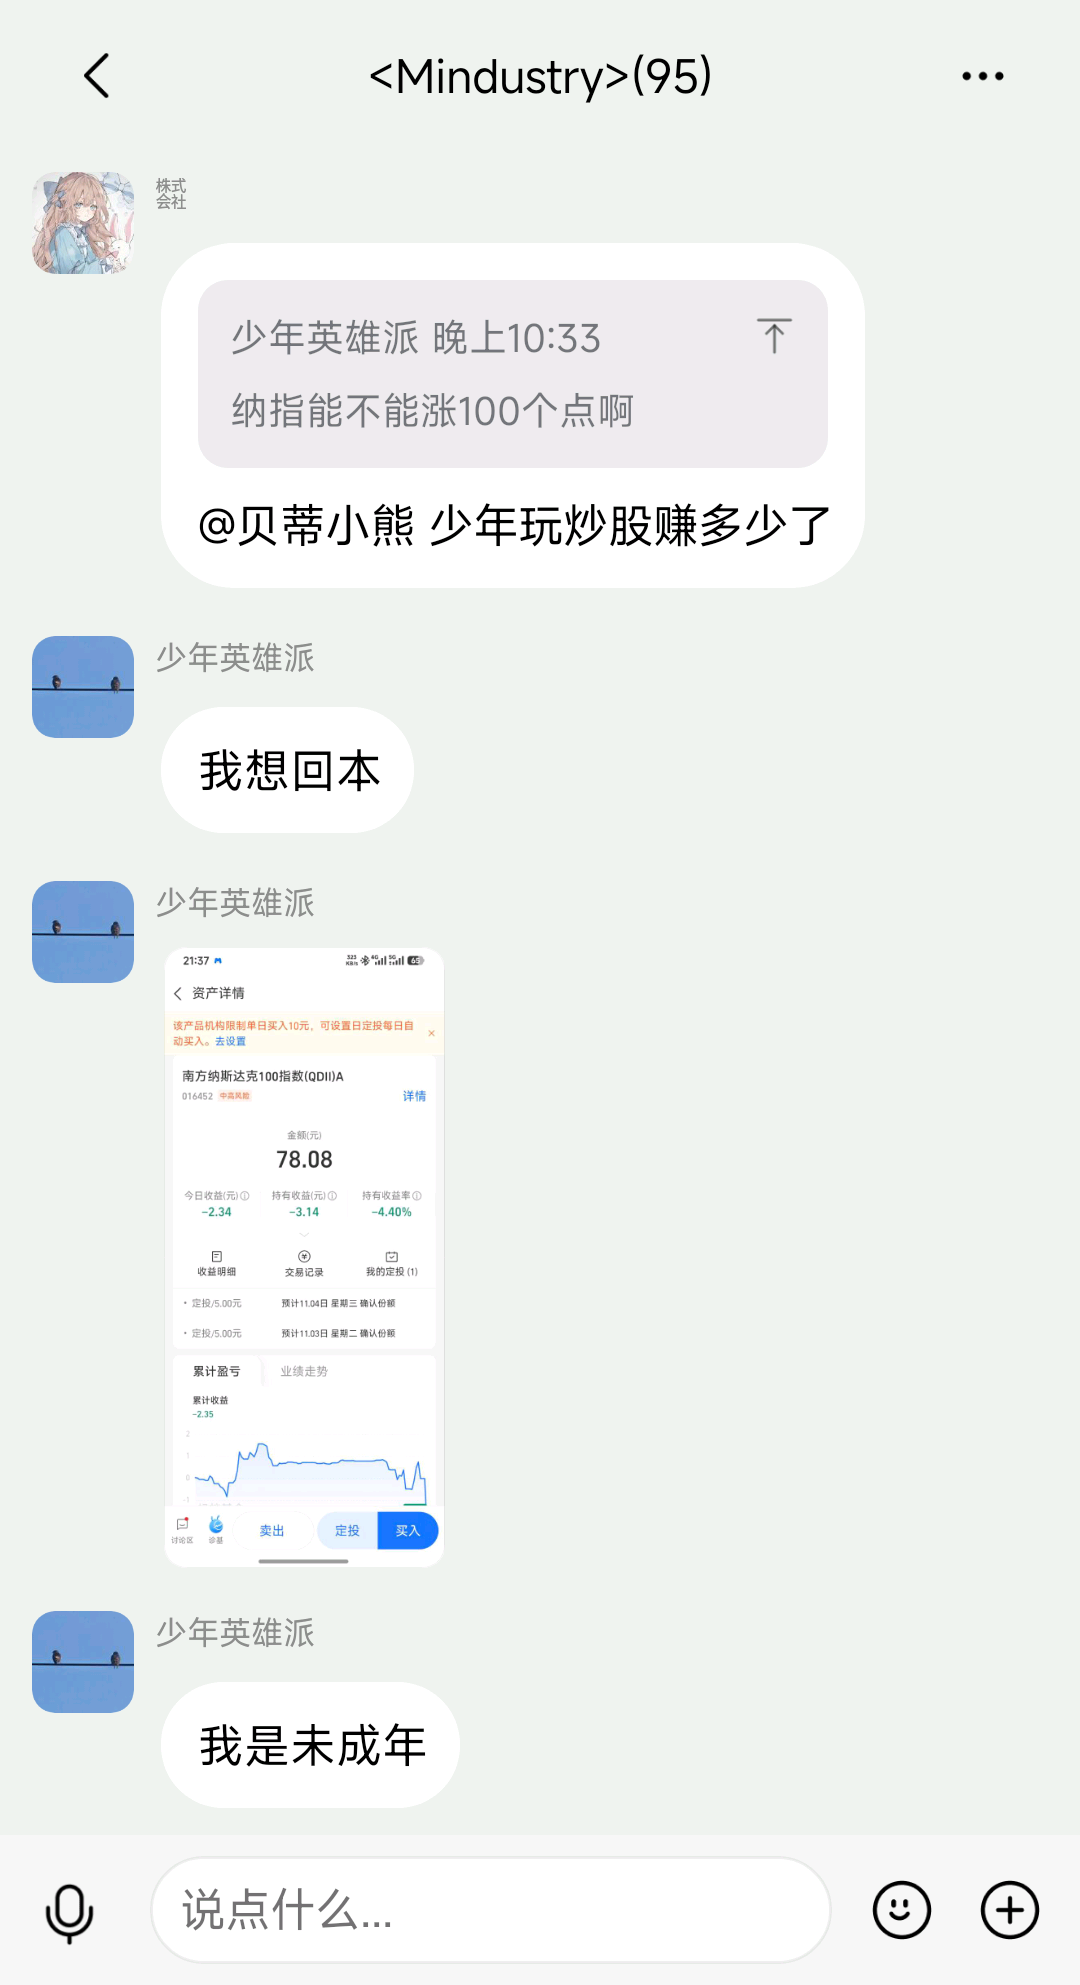 <Mindustry>(95)
株式
会社
少年英雄派 晚上10:33
纳指能不能涨100个点啊
@贝蒂小熊 少年玩炒股赚多少了
少年英雄派
我想回本
少年英雄派
21:37
323 KB/s 4G 5G 65
资产详情
该产品机构限制单日买入10元，可设置日定投每日自
动买入。去设置
×
南方纳斯达克100指数(QDII)A
016452 中高风险 详情
金额(元)
78.08
今日收益(元) 持有收益(元) 持有收益率
-2.34 -3.14 -4.40%
收益明细 交易记录 我的定投 (1)
· 定投/5.00元 预计11.04日 星期三 确认份额
· 定投/5.00元 预计11.03日 星期二 确认份额
累计盈亏 业绩走势
累计收益
-2.35
2
1
0
-1
讨论区 诊基 卖出 定投 买入
少年英雄派
我是未成年
说点什么...